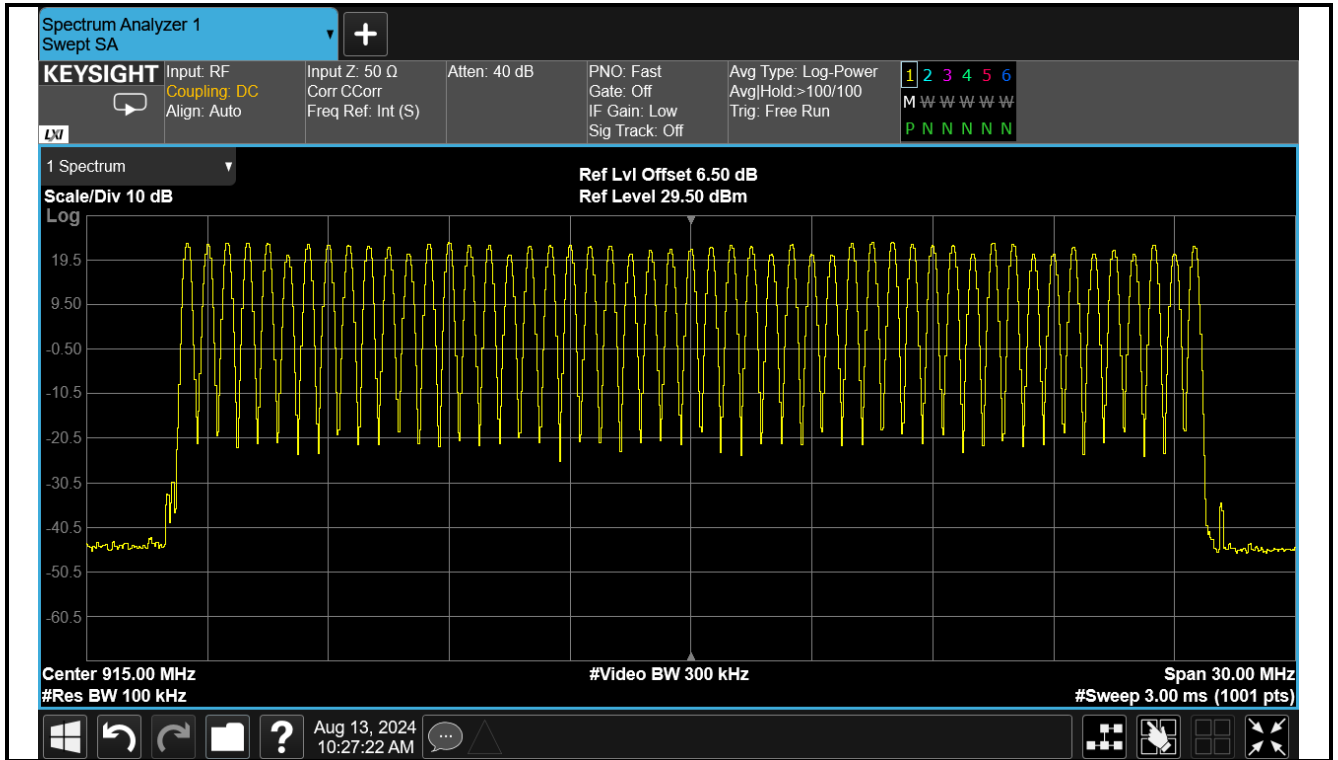 Spectrum Analyzer 1
Swept SA
+
KEYSIGHT
LXI
Input: RF
Coupling: DC
Align: Auto
Input Z: 50 Ω
Corr CCorr
Freq Ref: Int (S)
Atten: 40 dB
PNO: Fast
Gate: Off
IF Gain: Low
Sig Track: Off
Avg Type: Log-Power
Avg|Hold:>100/100
Trig: Free Run
1 2 3 4 5 6
M W W W W W
P N N N N N
1 Spectrum
Scale/Div 10 dB
Ref Lvl Offset 6.50 dB
Ref Level 29.50 dBm
Log
19.5
9.50
-0.50
-10.5
-20.5
-30.5
-40.5
-50.5
-60.5
Center 915.00 MHz
#Res BW 100 kHz
#Video BW 300 kHz
Span 30.00 MHz
#Sweep 3.00 ms (1001 pts)
?
Aug 13, 2024
10:27:22 AM